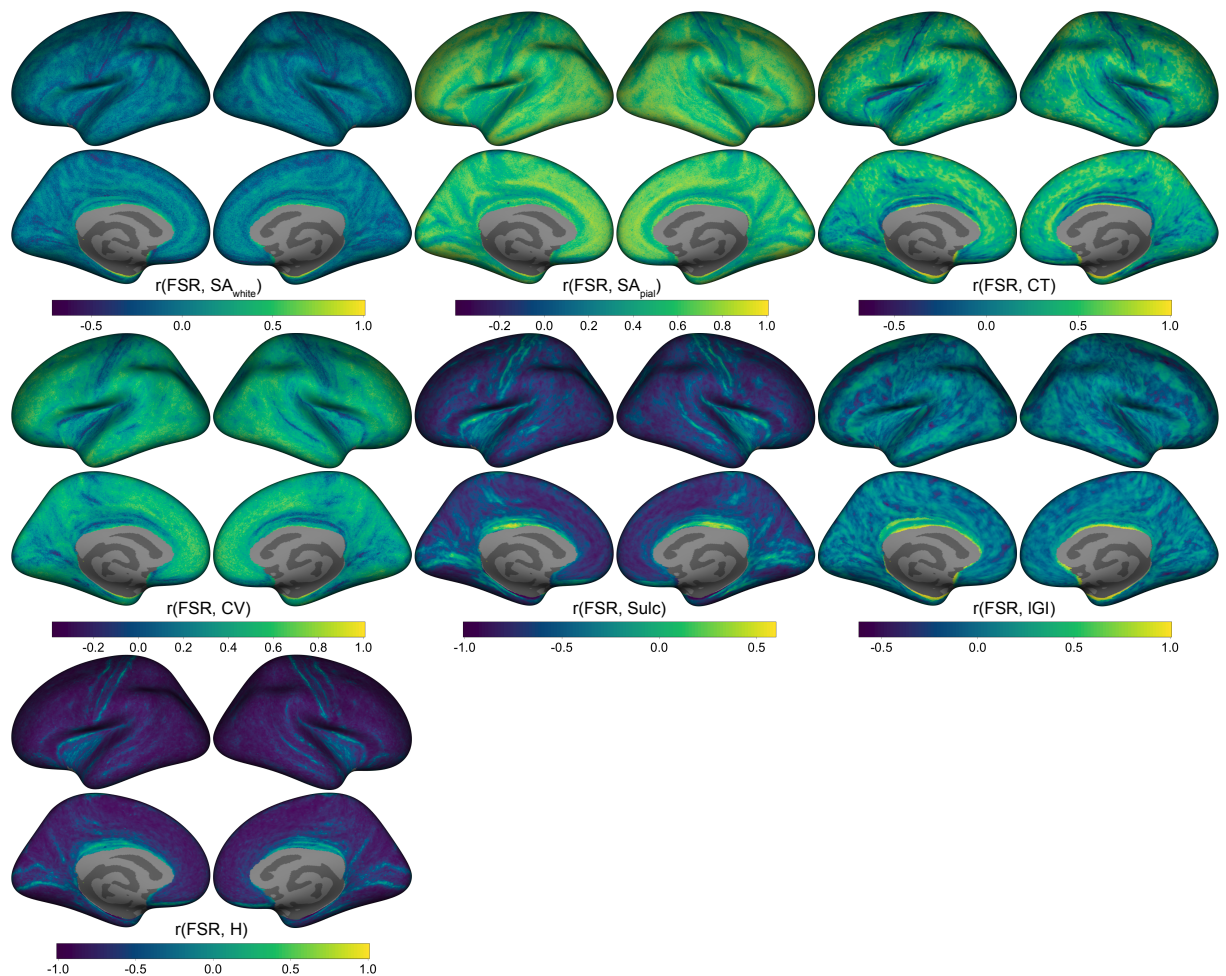 r(FSR, SAwhite) r(FSR, SApial) r(FSR, CT)
-0.5 0.0 0.5 1.0 -0.2 0.0 0.2 0.4 0.6 0.8 1.0 -0.5 0.0 0.5 1.0
r(FSR, CV) r(FSR, Sulc) r(FSR, lGI)
-0.2 0.0 0.2 0.4 0.6 0.8 1.0 -1.0 -0.5 0.0 0.5 -0.5 0.0 0.5 1.0
r(FSR, H)
-1.0 -0.5 0.0 0.5 1.0